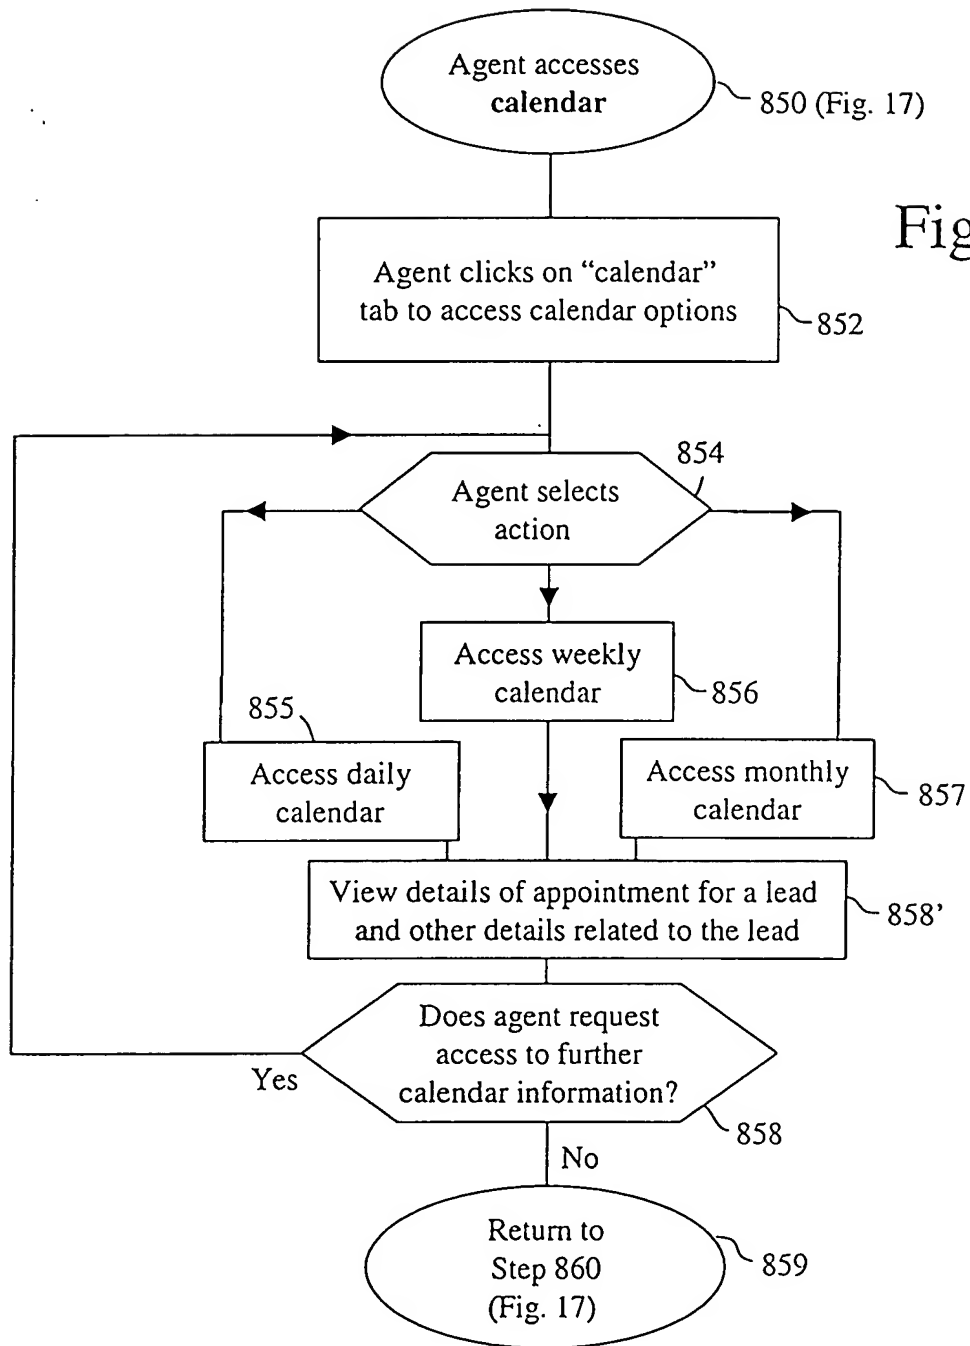 Agent accesses
calendar
850 (Fig. 17)
Fig
Agent clicks on “calendar”
tab to access calendar options
852
854
Agent selects
action
Access weekly
calendar
856
855
Access daily
calendar
Access monthly
calendar
857
View details of appointment for a lead
and other details related to the lead
858’
Does agent request
access to further
calendar information?
Yes
858
No
Return to
Step 860
(Fig. 17)
859